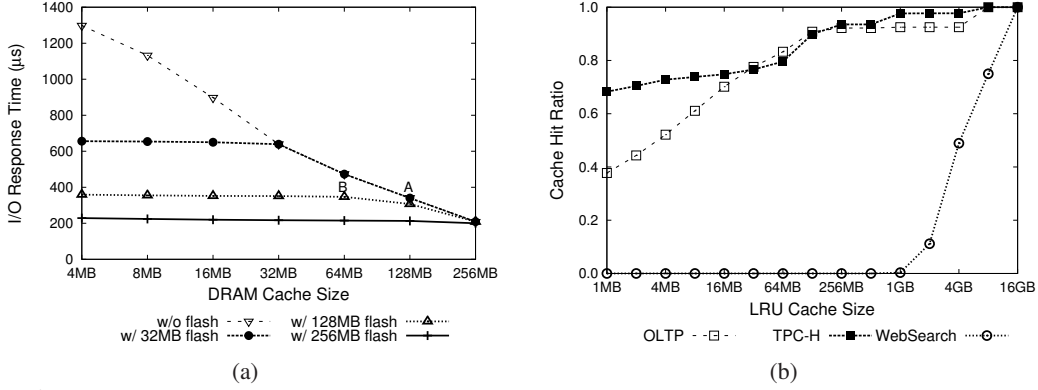 I/O Response Time (μs)
1400
1200
1000
800
600
400
200
0
B
A
4MB 8MB 16MB 32MB 64MB 128MB 256MB
DRAM Cache Size
w/o flash w/ 128MB flash
w/ 32MB flash w/ 256MB flash
(a)
Cache Hit Ratio
1.0
0.8
0.6
0.4
0.2
0.0
1MB 4MB 16MB 64MB 256MB 1GB 4GB 16GB
LRU Cache Size
OLTP TPC-H WebSearch
(b)